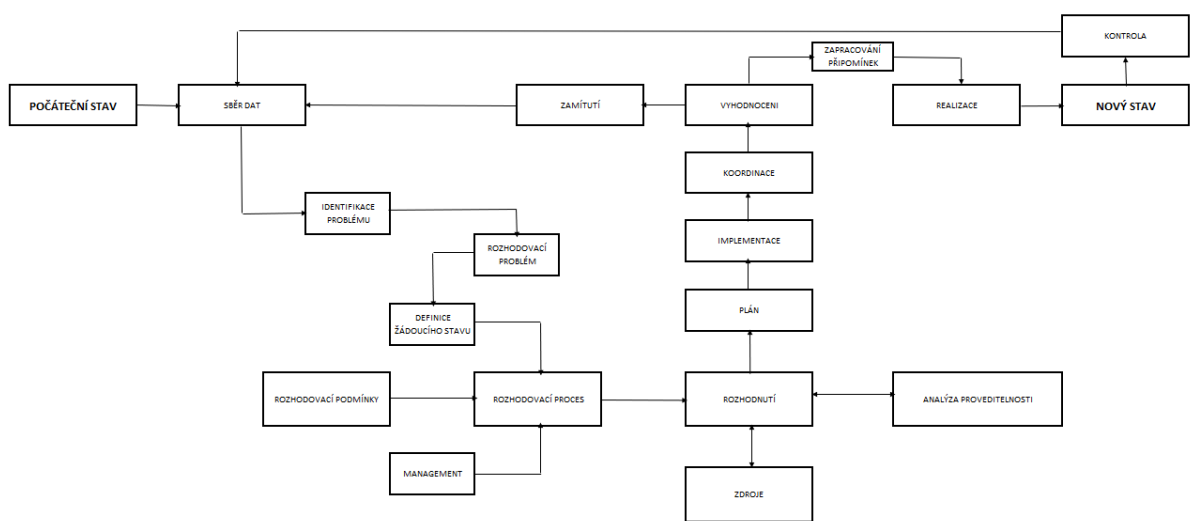 KONTROLA
ZAPRACOVÁNÍ
PŘIPOMÍNEK
POČÁTEČNÍ STAV
SBĚR DAT
ZAMÍTUTÍ
VYHODNOCENI
REALIZACE
NOVÝ STAV
KOORDINACE
IDENTIFIKACE
PROBLÉMU
IMPLEMENTACE
ROZHODOVACÍ
PROBLÉM
PLÁN
DEFINICE
ŽÁDOUCÍHO STAVU
ROZHODOVACÍ PODMÍNKY
ROZHODOVACÍ PROCES
ROZHODNUTÍ
ANALÝZA PROVEDITELNOSTI
MANAGEMENT
ZDROJE